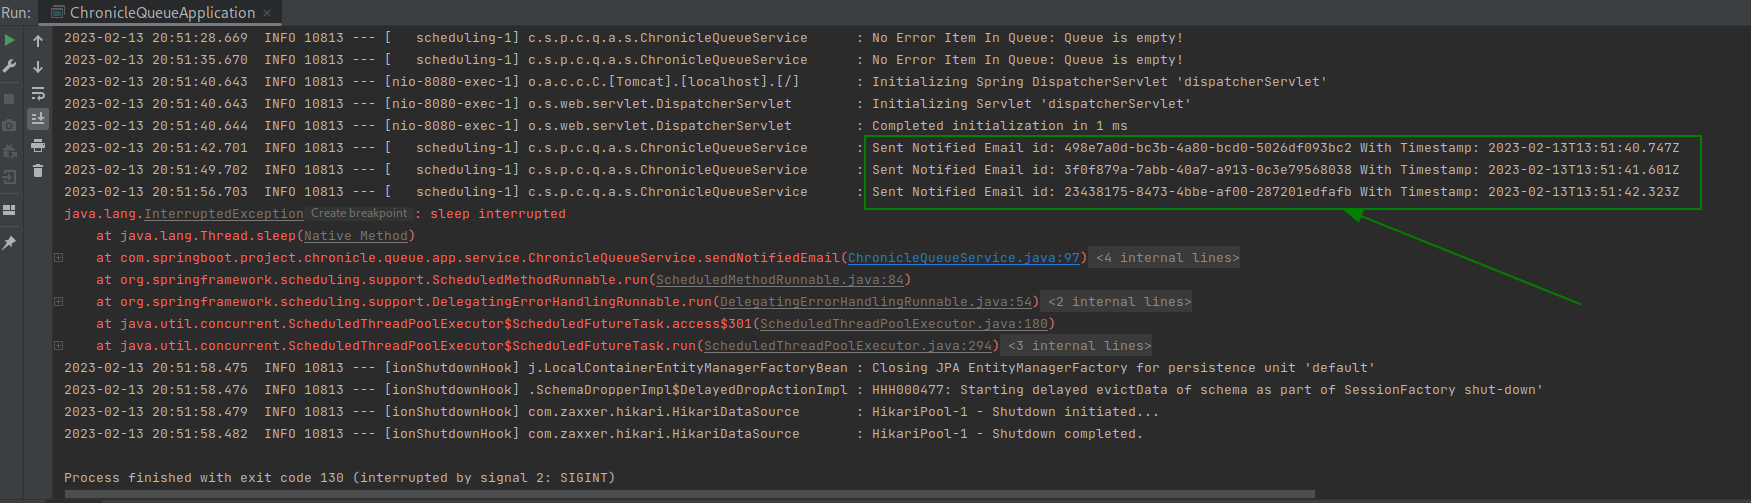 Run: ChronicleQueueApplication ×
2023-02-13 20:51:28.669  INFO 10813 --- [   scheduling-1] c.s.p.c.q.a.s.ChronicleQueueService      : No Error Item In Queue: Queue is empty!
2023-02-13 20:51:35.670  INFO 10813 --- [   scheduling-1] c.s.p.c.q.a.s.ChronicleQueueService      : No Error Item In Queue: Queue is empty!
2023-02-13 20:51:40.643  INFO 10813 --- [nio-8080-exec-1] o.a.c.c.C.[Tomcat].[localhost].[/]       : Initializing Spring DispatcherServlet 'dispatcherServlet'
2023-02-13 20:51:40.643  INFO 10813 --- [nio-8080-exec-1] o.s.web.servlet.DispatcherServlet        : Initializing Servlet 'dispatcherServlet'
2023-02-13 20:51:40.644  INFO 10813 --- [nio-8080-exec-1] o.s.web.servlet.DispatcherServlet        : Completed initialization in 1 ms
2023-02-13 20:51:42.701  INFO 10813 --- [   scheduling-1] c.s.p.c.q.a.s.ChronicleQueueService      : Sent Notified Email id: 498e7a0d-bc3b-4a80-bcd0-5026df093bc2 With Timestamp: 2023-02-13T13:51:40.747Z
2023-02-13 20:51:49.702  INFO 10813 --- [   scheduling-1] c.s.p.c.q.a.s.ChronicleQueueService      : Sent Notified Email id: 3f0f879a-7abb-40a7-a913-0c3e79568038 With Timestamp: 2023-02-13T13:51:41.601Z
2023-02-13 20:51:56.703  INFO 10813 --- [   scheduling-1] c.s.p.c.q.a.s.ChronicleQueueService      : Sent Notified Email id: 23438175-8473-4bbe-af00-287201edfafb With Timestamp: 2023-02-13T13:51:42.323Z
java.lang.InterruptedException Create breakpoint : sleep interrupted
    at java.lang.Thread.sleep(Native Method)
    at com.springboot.project.chronicle.queue.app.service.ChronicleQueueService.sendNotifiedEmail(ChronicleQueueService.java:97) <4 internal lines>
    at org.springframework.scheduling.support.ScheduledMethodRunnable.run(ScheduledMethodRunnable.java:84)
    at org.springframework.scheduling.support.DelegatingErrorHandlingRunnable.run(DelegatingErrorHandlingRunnable.java:54) <2 internal lines>
    at java.util.concurrent.ScheduledThreadPoolExecutor$ScheduledFutureTask.access$301(ScheduledThreadPoolExecutor.java:180)
    at java.util.concurrent.ScheduledThreadPoolExecutor$ScheduledFutureTask.run(ScheduledThreadPoolExecutor.java:294) <3 internal lines>
2023-02-13 20:51:58.475  INFO 10813 --- [ionShutdownHook] j.LocalContainerEntityManagerFactoryBean : Closing JPA EntityManagerFactory for persistence unit 'default'
2023-02-13 20:51:58.476  INFO 10813 --- [ionShutdownHook] .SchemaDropperImpl$DelayedDropActionImpl : HHH000477: Starting delayed evictData of schema as part of SessionFactory shut-down'
2023-02-13 20:51:58.479  INFO 10813 --- [ionShutdownHook] com.zaxxer.hikari.HikariDataSource       : HikariPool-1 - Shutdown initiated...
2023-02-13 20:51:58.482  INFO 10813 --- [ionShutdownHook] com.zaxxer.hikari.HikariDataSource       : HikariPool-1 - Shutdown completed.
Process finished with exit code 130 (interrupted by signal 2: SIGINT)